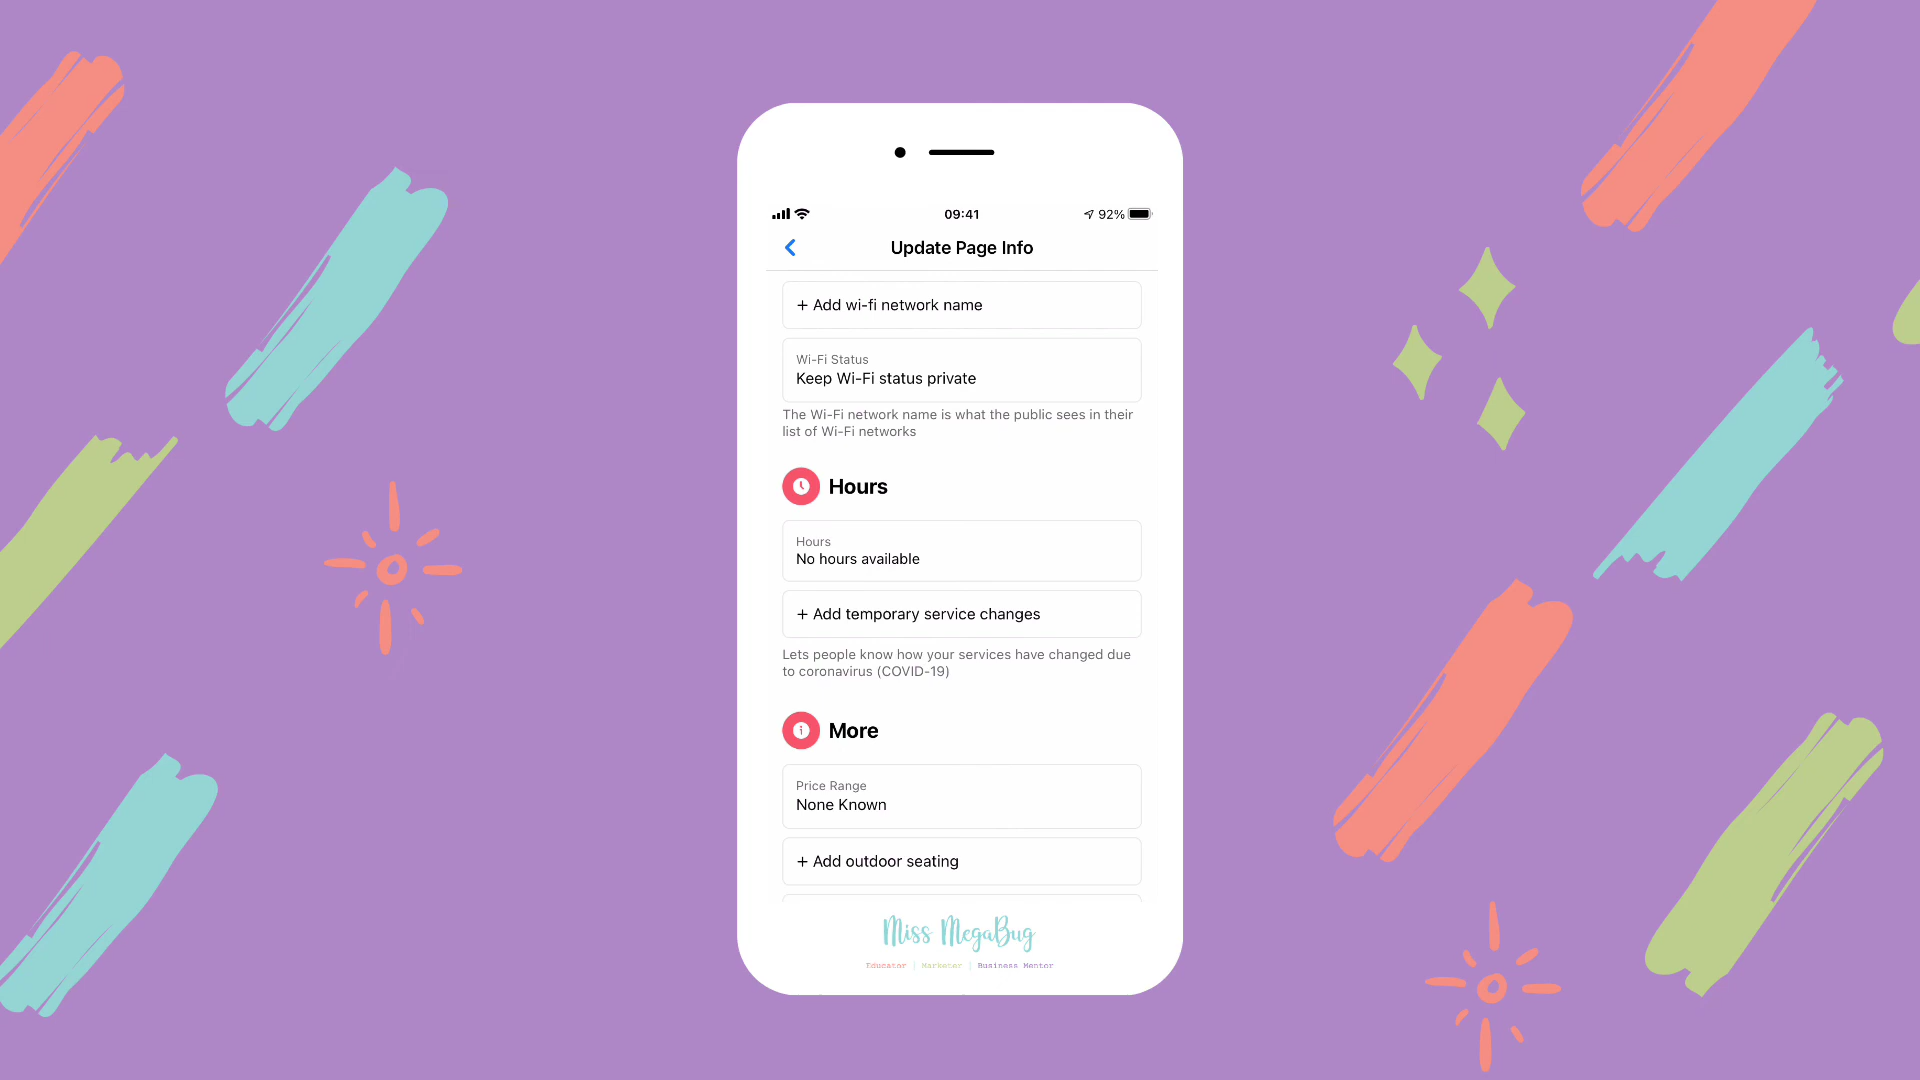 09:41
92%
Update Page Info
+ Add wi-fi network name
Wi-Fi Status
Keep Wi-Fi status private
The Wi-Fi network name is what the public sees in their
list of Wi-Fi networks
Hours
Hours
No hours available
+ Add temporary service changes
Lets people know how your services have changed due
to coronavirus (COVID-19)
More
Price Range
None Known
+ Add outdoor seating
Miss MegaBug
Educator | Marketer | Business Mentor